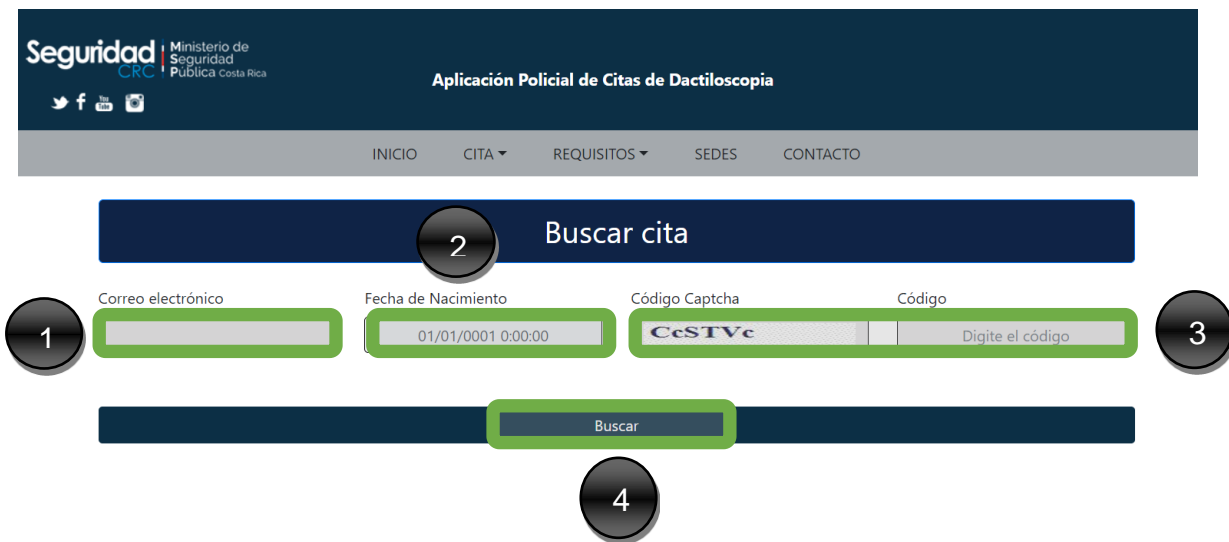 Seguridad
CRC
Ministerio de
Seguridad
Pública Costa Rica
You
Tube
Aplicación Policial de Citas de Dactiloscopia
INICIO CITA REQUISITOS SEDES CONTACTO
Buscar cita
2
Correo electrónico Fecha de Nacimiento Código Captcha Código
1 01/01/0001 0:00:00 CcSTVc Digite el código 3
Buscar
4